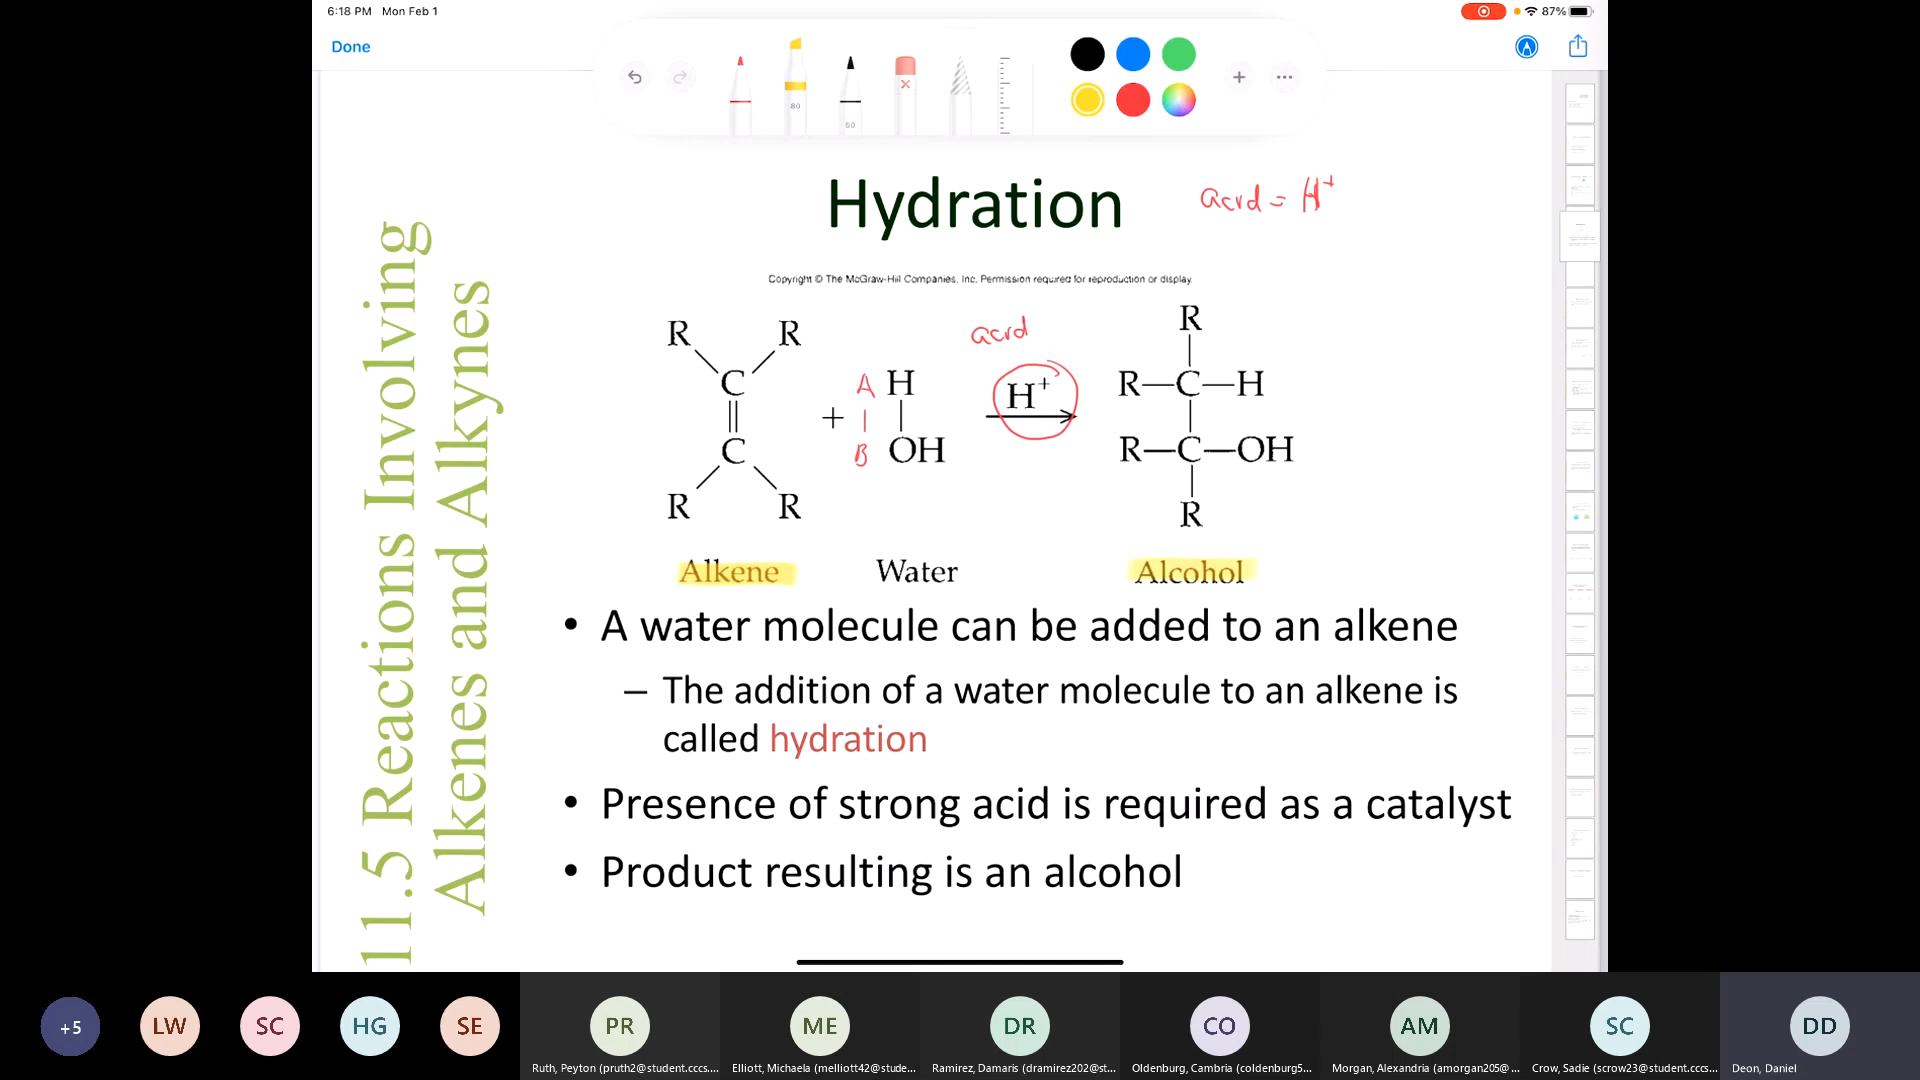 6:18 PM Mon Feb 1
87%
Done
80
50
Hydration
acid = H+
11.5 Reactions Involving
Alkenes and Alkynes
Copyright © The McGraw-Hill Companies, Inc. Permission required for reproduction or display.
R R
C
C
R R
+
A H
B OH
acid
H+
R
R—C—H
R—C—OH
R
Alkene Water Alcohol
• A water molecule can be added to an alkene
– The addition of a water molecule to an alkene is
called hydration
• Presence of strong acid is required as a catalyst
• Product resulting is an alcohol
+5 LW SC HG SE PR ME DR CO AM SC DD
Ruth, Peyton (pruth2@student.cccs....
Elliott, Michaela (melliott42@stude...
Ramirez, Damaris (dramirez202@st...
Oldenburg, Cambria (coldenburg5...
Morgan, Alexandria (amorgan205@...
Crow, Sadie (scrow23@student.cccs...
Deon, Daniel